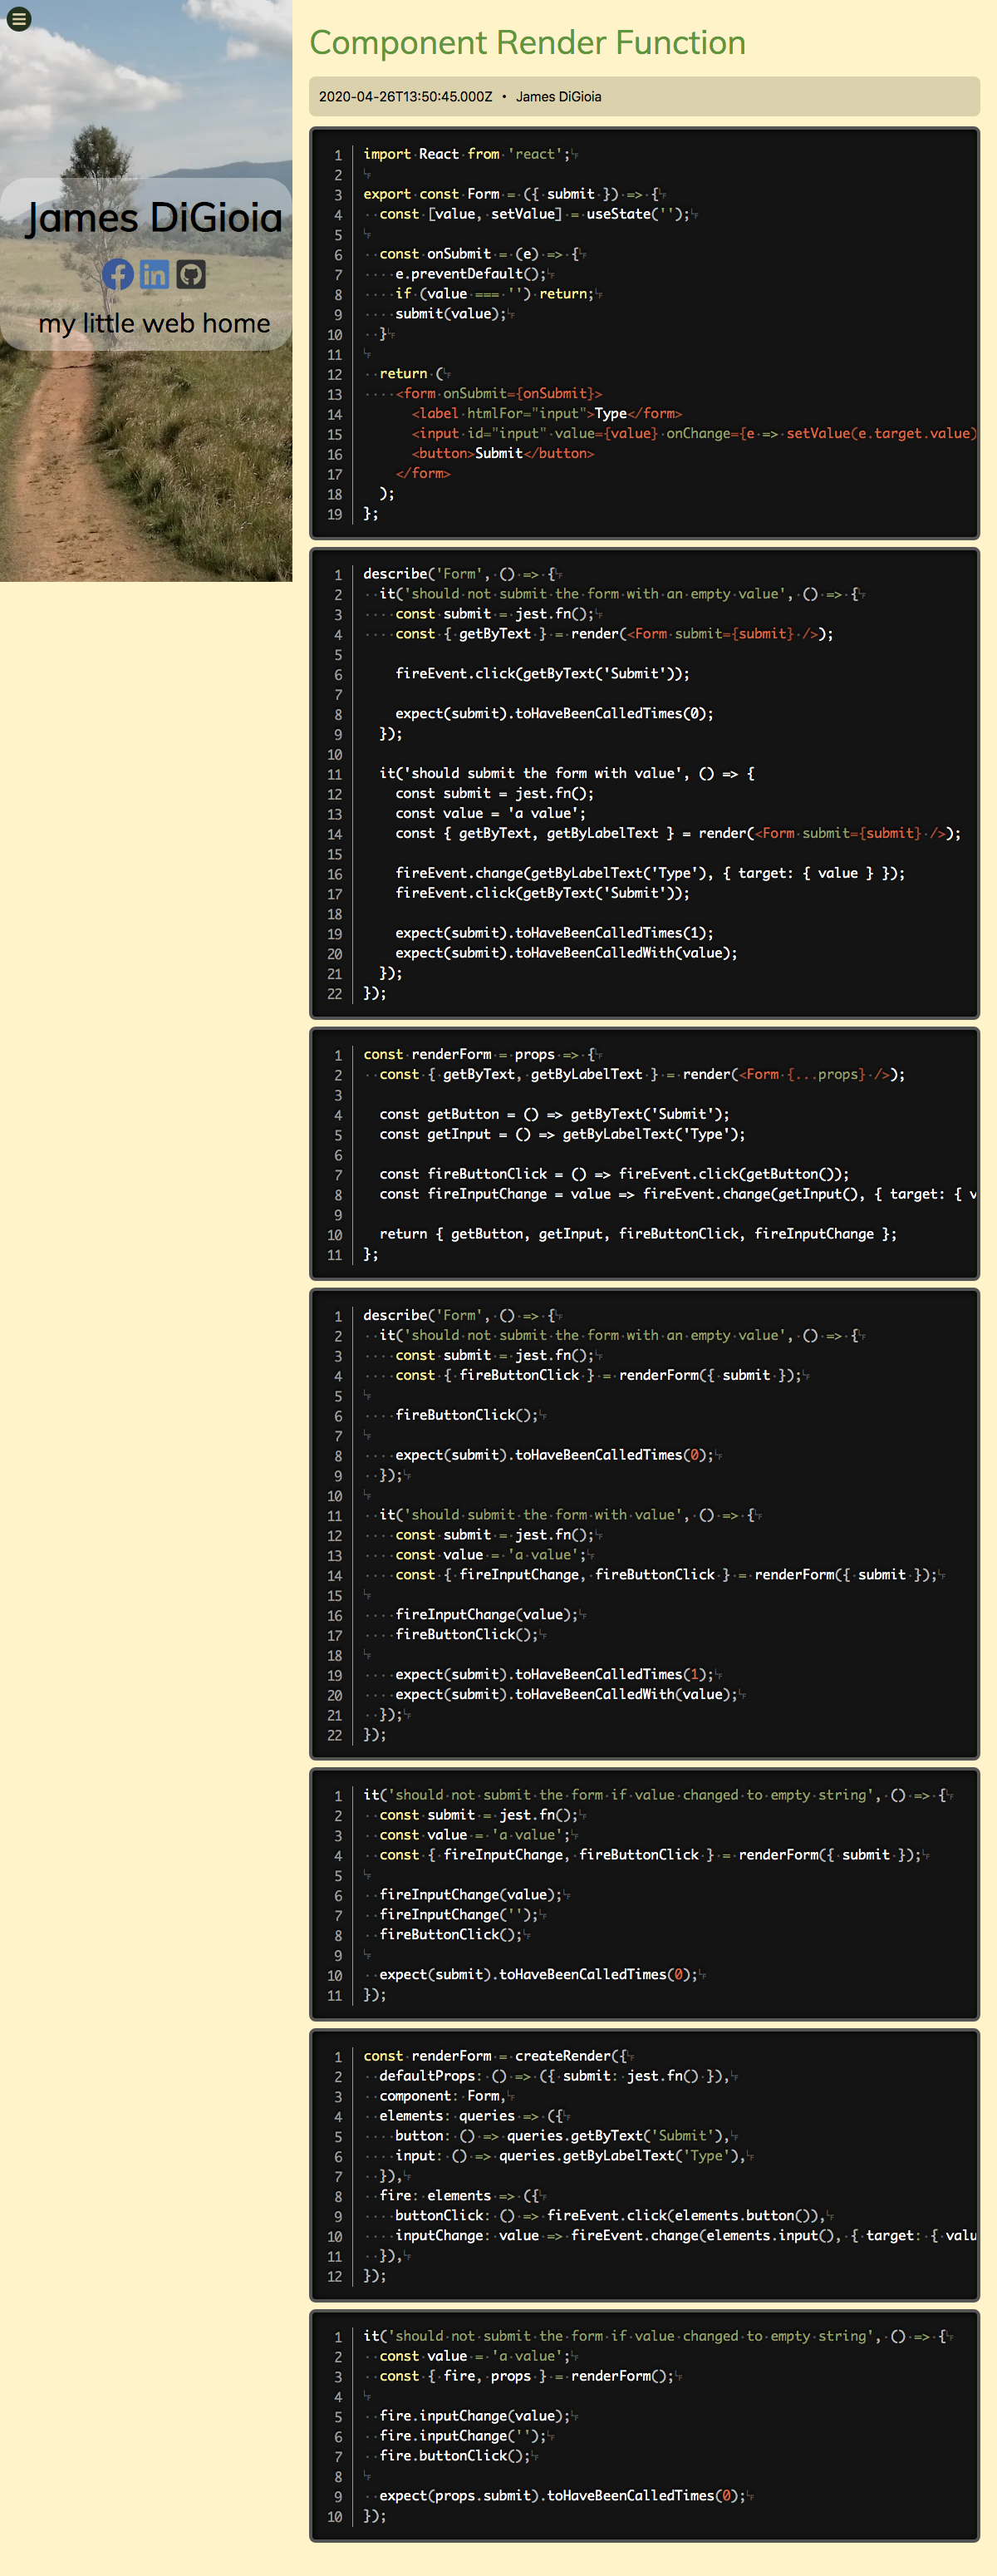 James DiGioia
my little web home
Component Render Function
2020-04-26T13:50:45.000Z • James DiGioia
1 import React from 'react';
2
3 export const Form = ({ submit }) => {
4   const [value, setValue] = useState('');
5
6   const onSubmit = (e) => {
7     e.preventDefault();
8     if (value === '') return;
9     submit(value);
10   }
11
12   return (
13     <form onSubmit={onSubmit}>
14       <label htmlFor="input">Type</form>
15       <input id="input" value={value} onChange={e => setValue(e.target.value)
16       <button>Submit</button>
17     </form>
18   );
19 };
1 describe('Form', () => {
2   it('should not submit the form with an empty value', () => {
3     const submit = jest.fn();
4     const { getByText } = render(<Form submit={submit} />);
5
6     fireEvent.click(getByText('Submit'));
7
8     expect(submit).toHaveBeenCalledTimes(0);
9   });
10
11   it('should submit the form with value', () => {
12     const submit = jest.fn();
13     const value = 'a value';
14     const { getByText, getByLabelText } = render(<Form submit={submit} />);
15
16     fireEvent.change(getByLabelText('Type'), { target: { value } });
17     fireEvent.click(getByText('Submit'));
18
19     expect(submit).toHaveBeenCalledTimes(1);
20     expect(submit).toHaveBeenCalledWith(value);
21   });
22 });
1 const renderForm = props => {
2   const { getByText, getByLabelText } = render(<Form {...props} />);
3
4   const getButton = () => getByText('Submit');
5   const getInput = () => getByLabelText('Type');
6
7   const fireButtonClick = () => fireEvent.click(getButton());
8   const fireInputChange = value => fireEvent.change(getInput(), { target: { v
9
10   return { getButton, getInput, fireButtonClick, fireInputChange };
11 };
1 describe('Form', () => {
2   it('should not submit the form with an empty value', () => {
3     const submit = jest.fn();
4     const { fireButtonClick } = renderForm({ submit });
5
6     fireButtonClick();
7
8     expect(submit).toHaveBeenCalledTimes(0);
9   });
10
11   it('should submit the form with value', () => {
12     const submit = jest.fn();
13     const value = 'a value';
14     const { fireInputChange, fireButtonClick } = renderForm({ submit });
15
16     fireInputChange(value);
17     fireButtonClick();
18
19     expect(submit).toHaveBeenCalledTimes(1);
20     expect(submit).toHaveBeenCalledWith(value);
21   });
22 });
1 it('should not submit the form if value changed to empty string', () => {
2   const submit = jest.fn();
3   const value = 'a value';
4   const { fireInputChange, fireButtonClick } = renderForm({ submit });
5
6   fireInputChange(value);
7   fireInputChange('');
8   fireButtonClick();
9
10   expect(submit).toHaveBeenCalledTimes(0);
11 });
1 const renderForm = createRender({
2   defaultProps: () => ({ submit: jest.fn() }),
3   component: Form,
4   elements: queries => ({
5     button: () => queries.getByText('Submit'),
6     input: () => queries.getByLabelText('Type'),
7   }),
8   fire: elements => ({
9     buttonClick: () => fireEvent.click(elements.button()),
10     inputChange: value => fireEvent.change(elements.input(), { target: { valu
11   }),
12 });
1 it('should not submit the form if value changed to empty string', () => {
2   const value = 'a value';
3   const { fire, props } = renderForm();
4
5   fire.inputChange(value);
6   fire.inputChange('');
7   fire.buttonClick();
8
9   expect(props.submit).toHaveBeenCalledTimes(0);
10 });